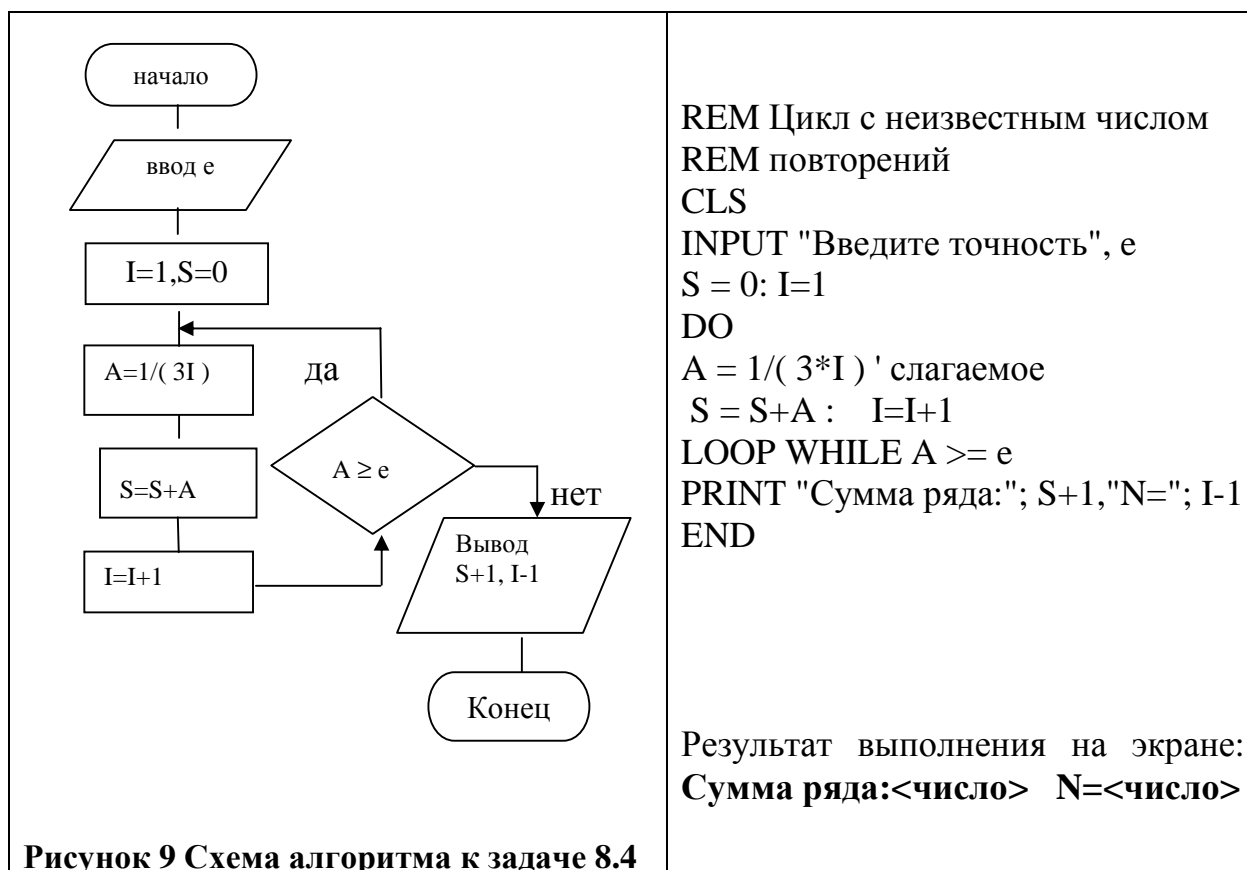 начало
ввод е
I=1,S=0
A=1/( 3I )
да
S=S+A
A ≥ e
нет
I=I+1
Вывод
S+1, I-1
Конец
Рисунок 9 Схема алгоритма к задаче 8.4
REM Цикл с неизвестным числом
REM повторений
CLS
INPUT "Введите точность", e
S = 0: I=1
DO
A = 1/( 3*I ) ' слагаемое
S = S+A :    I=I+1
LOOP WHILE A >= e
PRINT "Сумма ряда:"; S+1,"N="; I-1
END
Результат выполнения на экране:
Сумма ряда:<число>   N=<число>